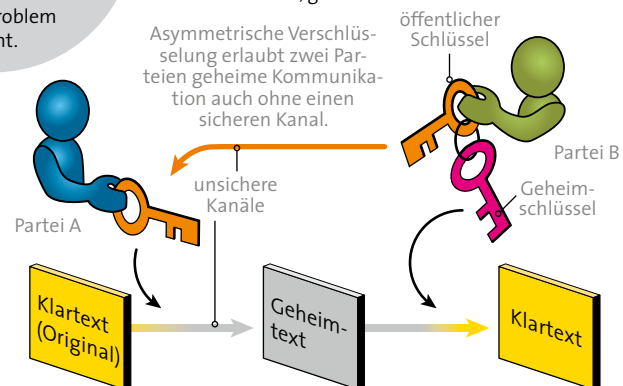 roblem
nt.
Asymmetrische Verschlüs-
selung erlaubt zwei Par-
teien geheime Kommunika-
tion auch ohne einen
sicheren Kanal.
öffentlicher
Schlüssel
Partei B
unsichere
Kanäle
Geheim-
schlüssel
Partei A
Klartext
(Original)
Geheim-
text
Klartext